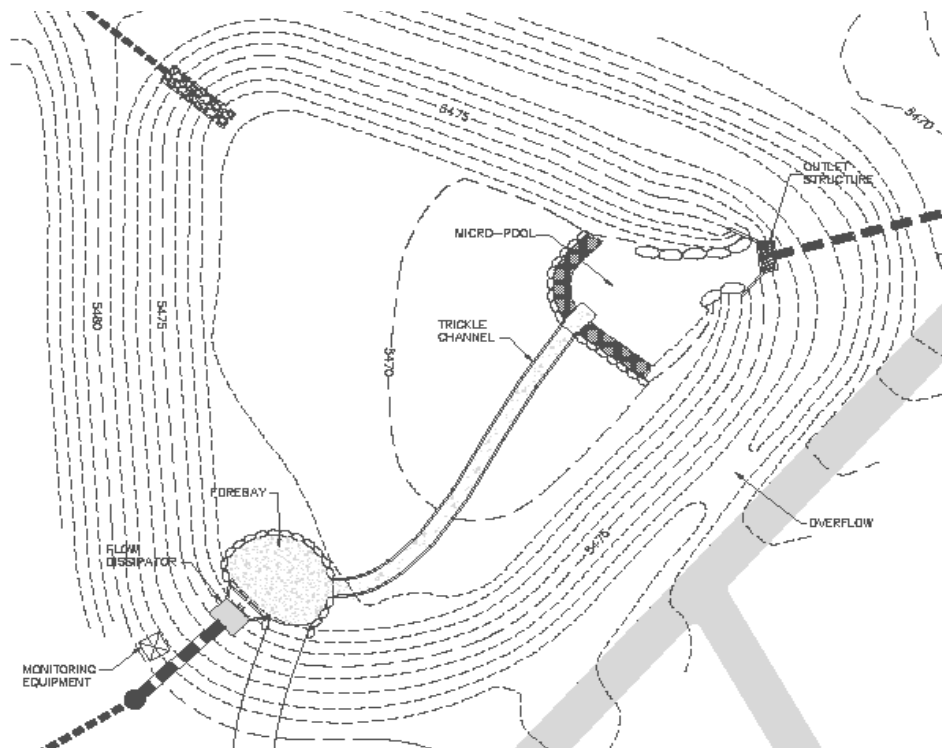 5475
5470
OUTLET
STRUCTURE
MICRO-POOL
5480
5475
TRICKLE
CHANNEL
5470
FOREBAY
OVERFLOW
5475
FLOW
DISSIPATOR
MONITORING
EQUIPMENT